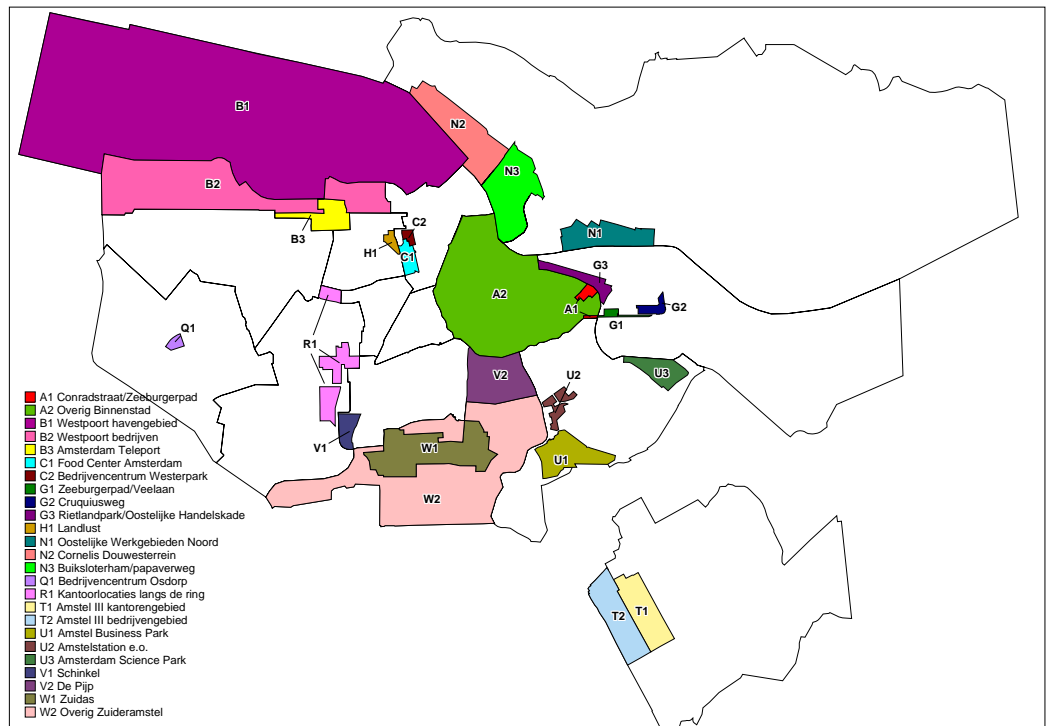 B1
N2
N3
B2
C2
B3
H1
C1
N1
G3
A2
A1
G1
G2
Q1
R1
V2
U2
U3
V1
W1
U1
W2
T2
T1
A1 Conradstraat/Zeeburgerpad
A2 Overig Binnenstad
B1 Westpoort havengebied
B2 Westpoort bedrijven
B3 Amsterdam Teleport
C1 Food Center Amsterdam
C2 Bedrijvencentrum Westerpark
G1 Zeeburgerpad/Veelaan
G2 Cruquiusweg
G3 Rietlandpark/Oostelijke Handelskade
H1 Landlust
N1 Oostelijke Werkgebieden Noord
N2 Cornelis Douwesterrein
N3 Buiksloterham/papaverweg
Q1 Bedrijvencentrum Osdorp
R1 Kantoorlocaties langs de ring
T1 Amstel III kantorengebied
T2 Amstel III bedrijvengebied
U1 Amstel Business Park
U2 Amstelstation e.o.
U3 Amsterdam Science Park
V1 Schinkel
V2 De Pijp
W1 Zuidas
W2 Overig Zuideramstel